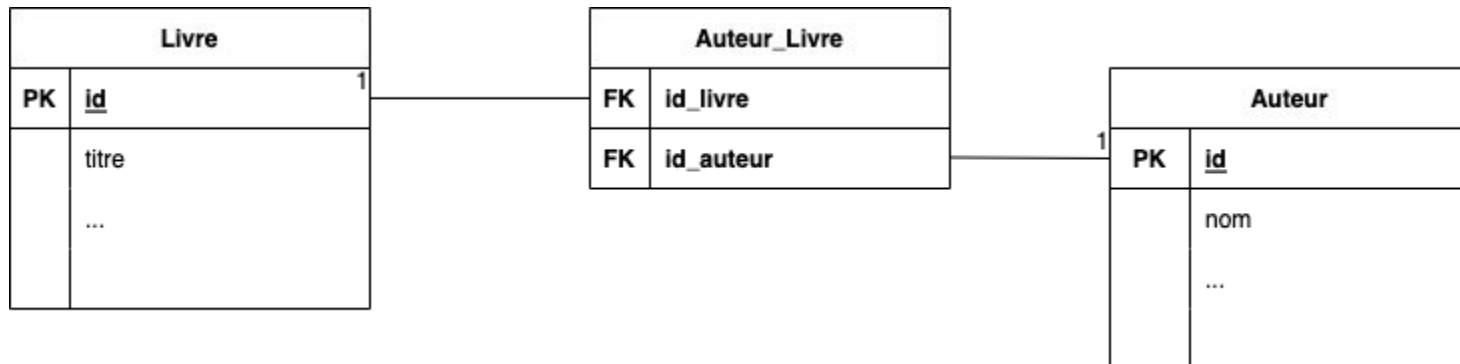 Livre
PK id 1
titre
...
Auteur_Livre
FK id_livre
FK id_auteur
1
Auteur
PK id
nom
...